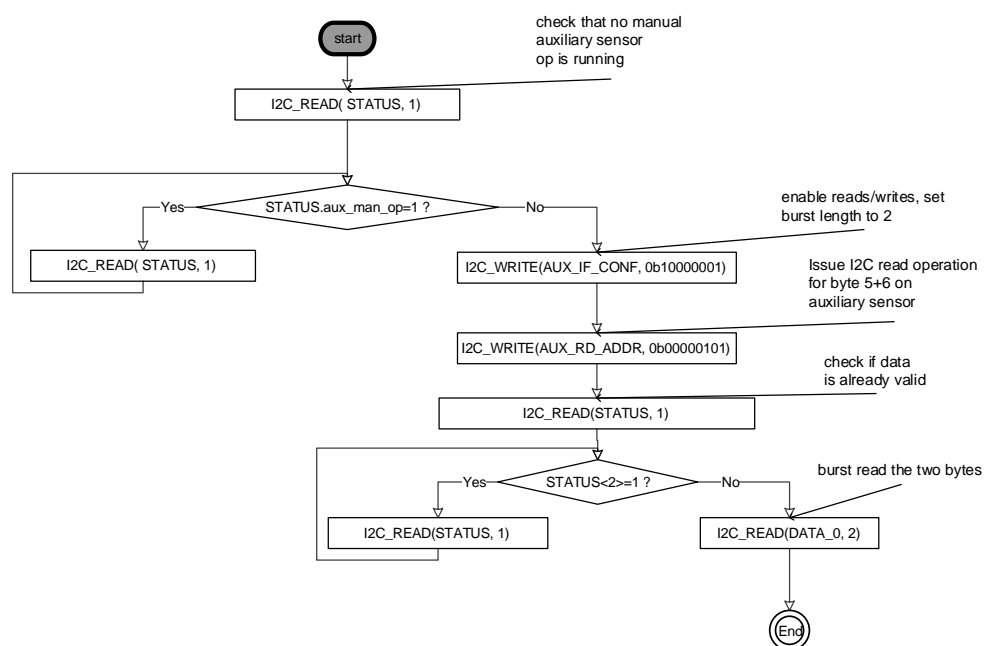 check that no manual
auxiliary sensor
op is running
start
I2C_READ( STATUS, 1)
STATUS.aux_man_op=1 ?
Yes
No
I2C_READ( STATUS, 1)
enable reads/writes, set
burst length to 2
I2C_WRITE(AUX_IF_CONF, 0b10000001)
Issue I2C read operation
for byte 5+6 on
auxiliary sensor
I2C_WRITE(AUX_RD_ADDR, 0b00000101)
check if data
is already valid
I2C_READ(STATUS, 1)
STATUS<2>=1 ?
Yes
No
I2C_READ(STATUS, 1)
burst read the two bytes
I2C_READ(DATA_0, 2)
End